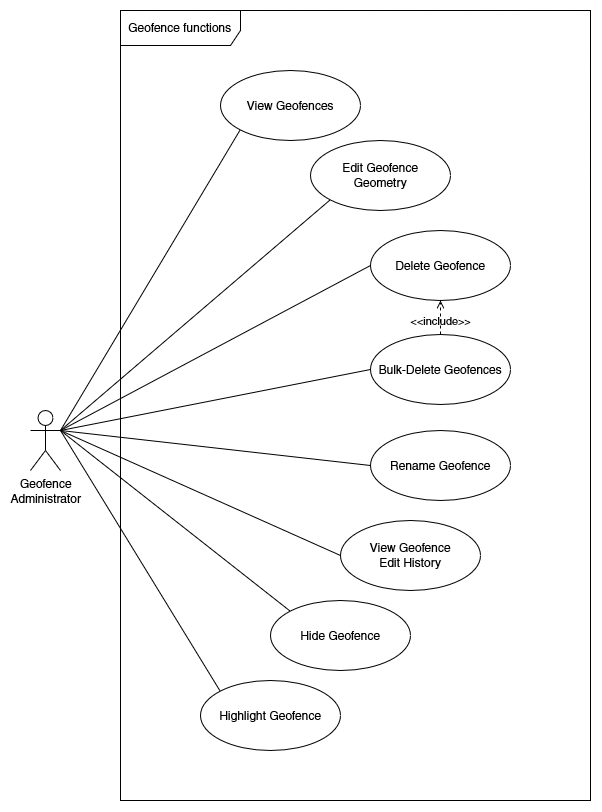 Geofence functions
View Geofences
Edit Geofence
Geometry
Delete Geofence
<<include>>
Bulk-Delete Geofences
Rename Geofence
Geofence
Administrator
View Geofence
Edit History
Hide Geofence
Highlight Geofence